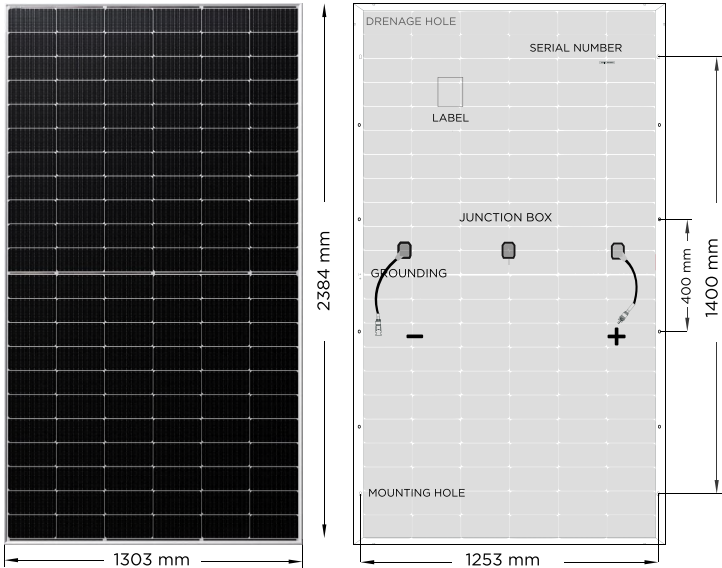 DRENAGE HOLE
SERIAL NUMBER
LABEL
JUNCTION BOX
GROUNDING
2384 mm
400 mm
1400 mm
− +
MOUNTING HOLE
1303 mm
1253 mm